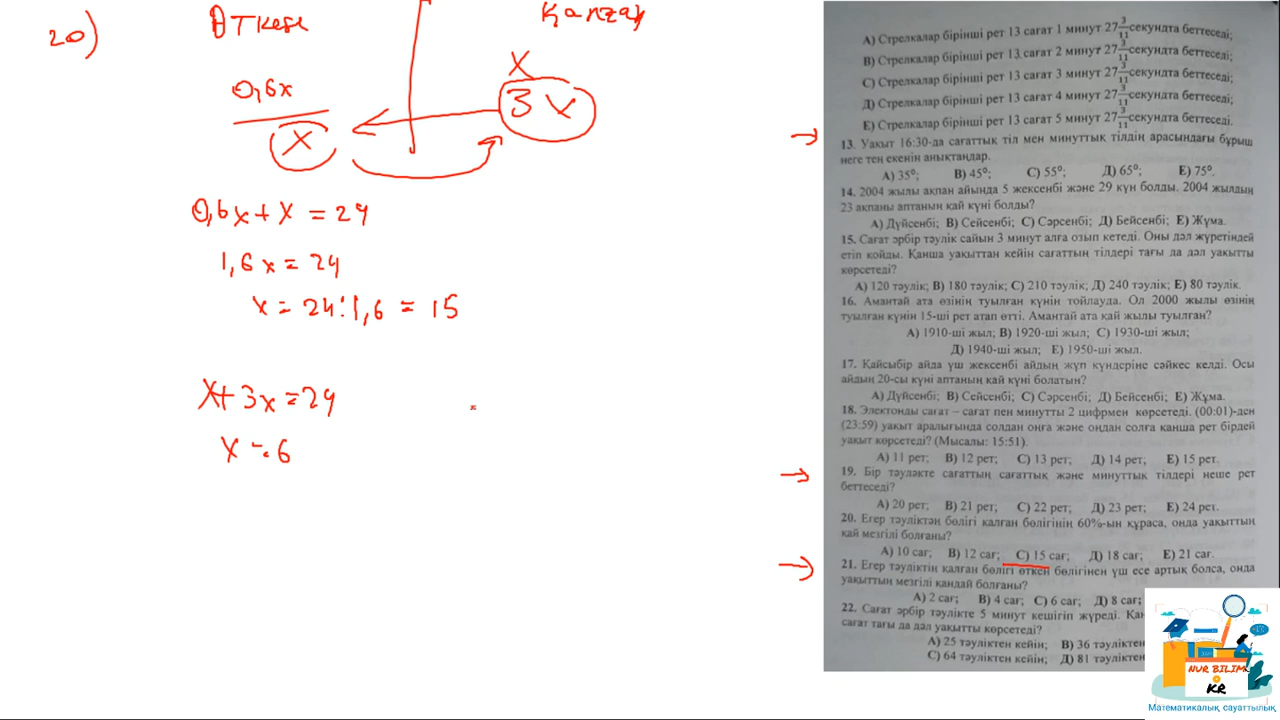 20)
Өткені
қалғаны
0,6x
x
x
3x
0,6x + x = 24
1,6x = 24
x = 24 : 1,6 = 15
x + 3x = 24
x = 6
А) Стрелкалар бірінші рет 13 сағат 1 минут 27 3/11 секундта беттеседі;
В) Стрелкалар бірінші рет 13 сағат 2 минут 27 3/11 секундта беттеседі;
С) Стрелкалар бірінші рет 13 сағат 3 минут 27 3/11 секундта беттеседі;
Д) Стрелкалар бірінші рет 13 сағат 4 минут 27 3/11 секундта беттеседі;
Е) Стрелкалар бірінші рет 13 сағат 5 минут 27 3/11 секундта беттеседі.
13. Уақыт 16:30-да сағаттық тіл мен минуттық тілдің арасындағы бұрыш
неге тең екенін анықтаңдар.
А) 35°; В) 45°; С) 55°; Д) 65°; Е) 75°.
14. 2004 жылы ақпан айында 5 жексенбі және 29 күн болды. 2004 жылдың
23 ақпаны аптаның қай күні болды?
А) Дүйсенбі; В) Сейсенбі; С) Сәрсенбі; Д) Бейсенбі; Е) Жұма.
15. Сағат әрбір тәулік сайын 3 минут алға озып кетеді. Оны дәл жүретіндей
етіп қойды. Қанша уақыттан кейін сағаттың тілдері тағы да дәл уақытты
көрсетеді?
А) 120 тәулік; В) 180 тәулік; С) 210 тәулік; Д) 240 тәулік; Е) 80 тәулік.
16. Амантай ата өзінің туылған күнін тойлауда. Ол 2000 жылы өзінің
туылған күнін 15-ші рет атап өтті. Амантай ата қай жылы туылған?
А) 1910-ші жыл; В) 1920-ші жыл; С) 1930-ші жыл;
Д) 1940-ші жыл; Е) 1950-ші жыл.
17. Қайсыбір айда үш жексенбі айдың жұп күндеріне сәйкес келді. Осы
айдың 20-сы күні аптаның қай күні болатын?
А) Дүйсенбі; В) Сейсенбі; С) Сәрсенбі; Д) Бейсенбі; Е) Жұма.
18. Электонды сағат – сағат пен минутты 2 цифрмен көрсетеді. (00:01)-ден
(23:59) уақыт аралығында солдан оңға және оңдан солға қанша рет бірдей
уақыт көрсетеді? (Мысалы: 15:51).
А) 11 рет; В) 12 рет; С) 13 рет; Д) 14 рет; Е) 15 рет.
19. Бір тәулəкте сағаттың сағаттық және минуттық тілдері неше рет
беттеседі?
А) 20 рет; В) 21 рет; С) 22 рет; Д) 23 рет; Е) 24 рет.
20. Егер тәуліктəң бөлігі қалған бөлігінің 60%-ын құраса, онда уақыттың
қай мезгілі болғаны?
А) 10 сағ; В) 12 сағ; С) 15 сағ; Д) 18 сағ; Е) 21 сағ.
21. Егер тәуліктің қалған бөлігі өткен бөлігінен үш есе артық болса, онда
уақыттың мезгілі қандай болғаны?
А) 2 сағ; В) 4 сағ; С) 6 сағ; Д) 8 сағ;
22. Сағат әрбір тәулікте 5 минут кешігіп жүреді.
сағат тағы да дәл уақытты көрсетеді?
А) 25 тәуліктен кейін; В) 36 тәуліктен
С) 64 тәуліктен кейін; Д) 81 тәуліктен
NUR BILIM
KR
Математикалық сауаттылық